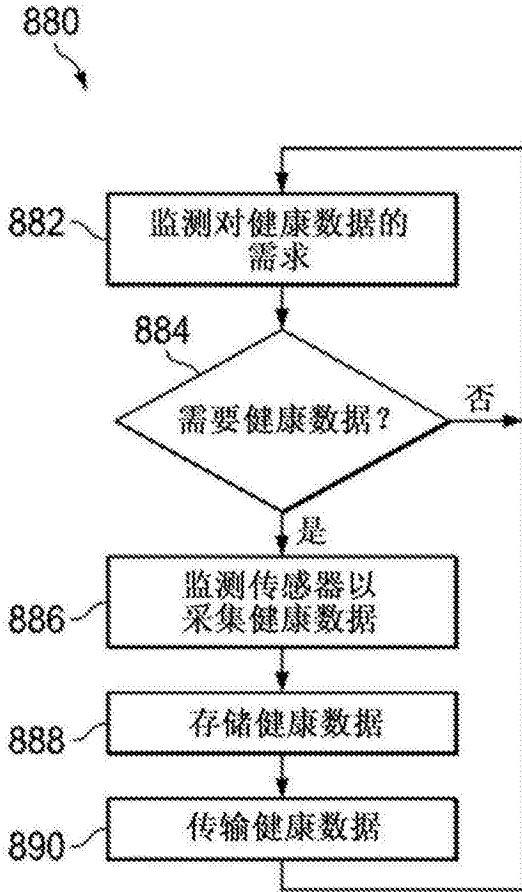 880
882
监测对健康数据的
需求
884
需要健康数据?
否
是
886
监测传感器以
采集健康数据
888
存储健康数据
890
传输健康数据